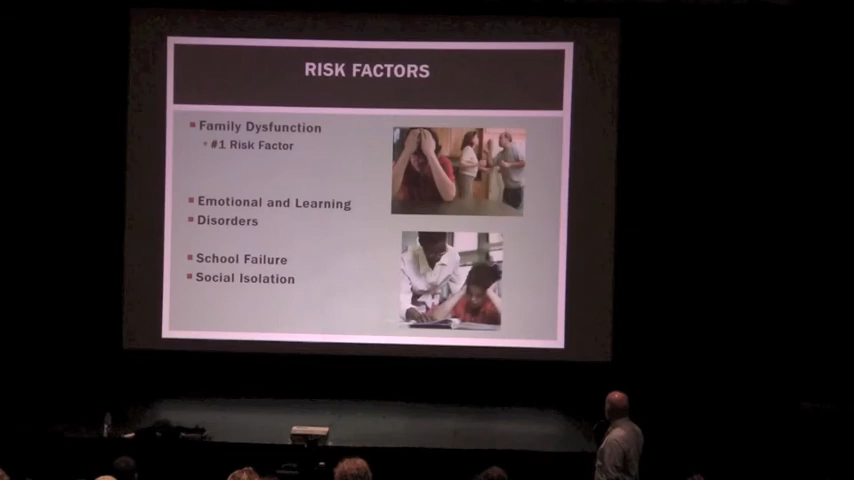 RISK FACTORS
Family Dysfunction
#1 Risk Factor
Emotional and Learning
Disorders
School Failure
Social Isolation